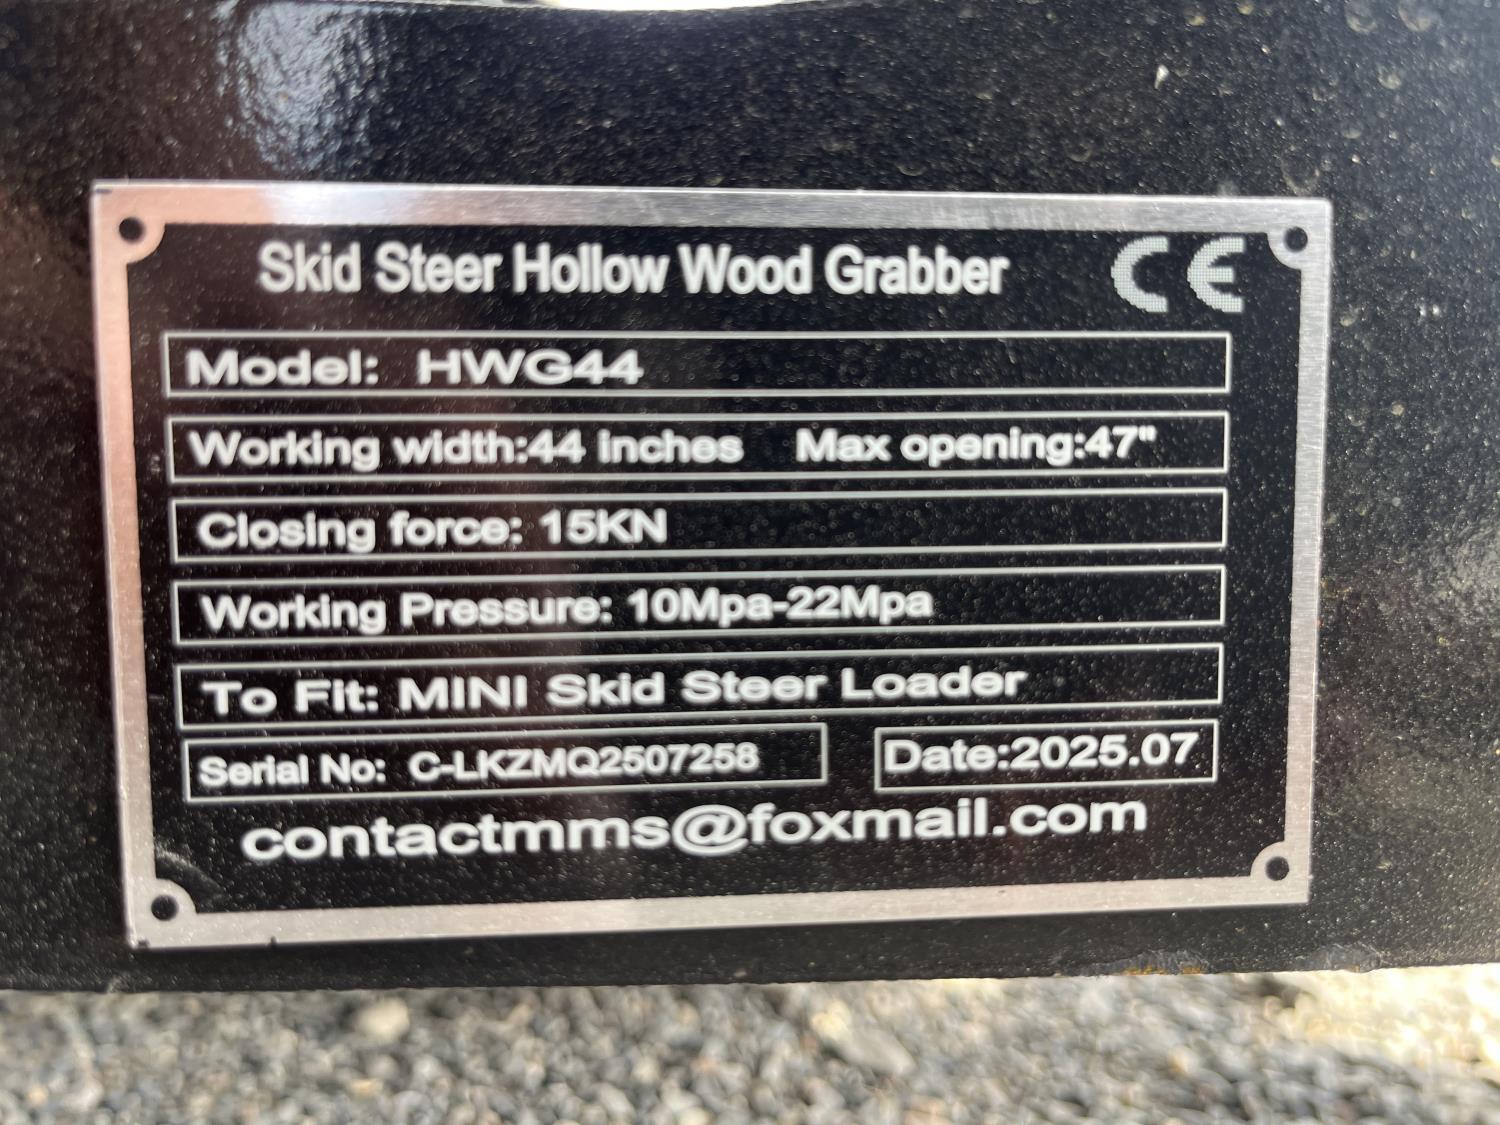 Skid Steer Hollow Wood Grabber CE
Model: HWG44
Working width:44 inches Max opening:47"
Closing force: 15KN
Working Pressure: 10Mpa-22Mpa
To Fit: MINI Skid Steer Loader
Serial No: C-LKZMQ2507258 Date:2025.07
contactmms@foxmail.com